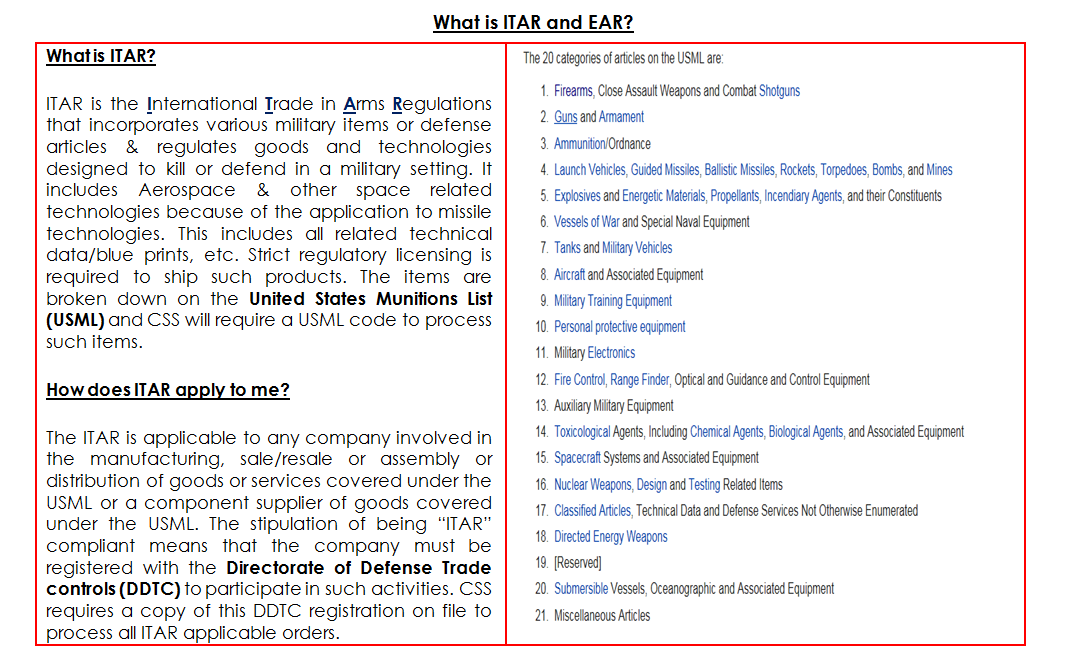 What is ITAR and EAR?
What is ITAR?
ITAR is the International Trade in Arms Regulations
that incorporates various military items or defense
articles & regulates goods and technologies
designed to kill or defend in a military setting. It
includes Aerospace & other space related
technologies because of the application to missile
technologies. This includes all related technical
data/blue prints, etc. Strict regulatory licensing is
required to ship such products. The items are
broken down on the United States Munitions List
(USML) and CSS will require a USML code to process
such items.
How does ITAR apply to me?
The ITAR is applicable to any company involved in
the manufacturing, sale/resale or assembly or
distribution of goods or services covered under the
USML or a component supplier of goods covered
under the USML. The stipulation of being “ITAR”
compliant means that the company must be
registered with the Directorate of Defense Trade
controls (DDTC) to participate in such activities. CSS
requires a copy of this DDTC registration on file to
process all ITAR applicable orders.
The 20 categories of articles on the USML are:
1. Firearms, Close Assault Weapons and Combat Shotguns
2. Guns and Armament
3. Ammunition/Ordnance
4. Launch Vehicles, Guided Missiles, Ballistic Missiles, Rockets, Torpedoes, Bombs, and Mines
5. Explosives and Energetic Materials, Propellants, Incendiary Agents, and their Constituents
6. Vessels of War and Special Naval Equipment
7. Tanks and Military Vehicles
8. Aircraft and Associated Equipment
9. Military Training Equipment
10. Personal protective equipment
11. Military Electronics
12. Fire Control, Range Finder, Optical and Guidance and Control Equipment
13. Auxiliary Military Equipment
14. Toxicological Agents, Including Chemical Agents, Biological Agents, and Associated Equipment
15. Spacecraft Systems and Associated Equipment
16. Nuclear Weapons, Design and Testing Related Items
17. Classified Articles, Technical Data and Defense Services Not Otherwise Enumerated
18. Directed Energy Weapons
19. [Reserved]
20. Submersible Vessels, Oceanographic and Associated Equipment
21. Miscellaneous Articles